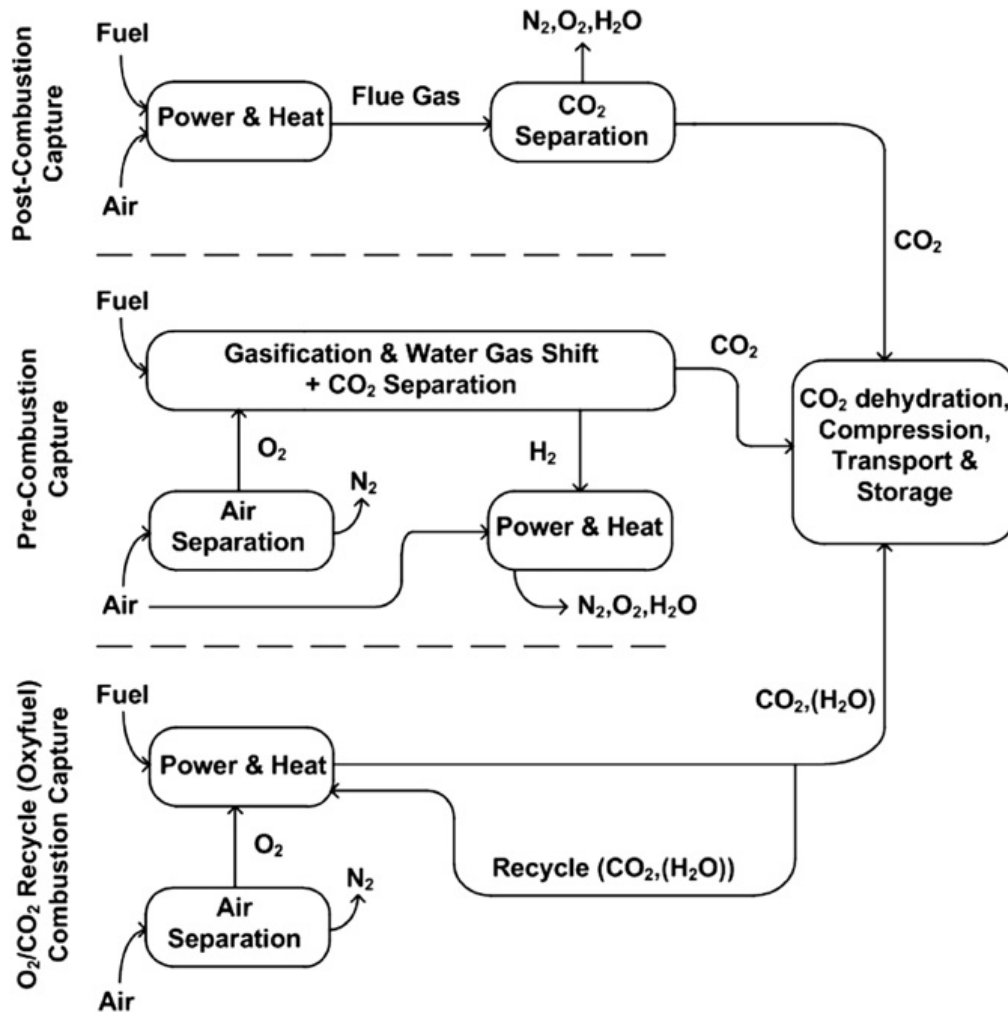 Post-Combustion
Capture
Fuel
Air
Power & Heat
Flue Gas
N₂,O₂,H₂O
CO₂
Separation
CO₂
Pre-Combustion
Capture
Fuel
Gasification & Water Gas Shift
+ CO₂ Separation
CO₂
O₂
H₂
N₂
Air
Separation
Power & Heat
Air
N₂,O₂,H₂O
CO₂ dehydration,
Compression,
Transport &
Storage
O₂/CO₂ Recycle (Oxyfuel)
Combustion Capture
Fuel
Power & Heat
CO₂,(H₂O)
O₂
Recycle (CO₂,(H₂O))
N₂
Air
Separation
Air